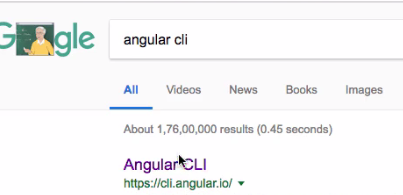 Google
angular cli
All Videos News Books Images
About 1,76,00,000 results (0.45 seconds)
Angular CLI
https://cli.angular.io/